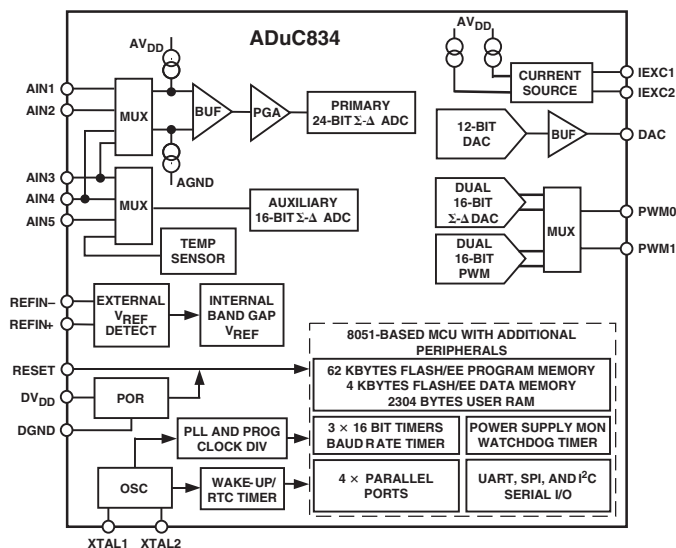 ADuC834
AVDD
AIN1
AIN2
MUX
BUF
PGA
PRIMARY
24-BIT Σ-Δ ADC
AGND
AIN3
AIN4
AIN5
MUX
AUXILIARY
16-BIT Σ-Δ ADC
TEMP
SENSOR
AVDD
CURRENT
SOURCE
IEXC1
IEXC2
12-BIT
DAC
BUF
DAC
DUAL
16-BIT
Σ-Δ DAC
DUAL
16-BIT
PWM
MUX
PWM0
PWM1
REFIN–
REFIN+
EXTERNAL
VREF
DETECT
INTERNAL
BAND GAP
VREF
RESET
DVDD
DGND
POR
PLL AND PROG
CLOCK DIV
OSC
WAKE-UP/
RTC TIMER
XTAL1
XTAL2
8051-BASED MCU WITH ADDITIONAL
PERIPHERALS
62 KBYTES FLASH/EE PROGRAM MEMORY
4 KBYTES FLASH/EE DATA MEMORY
2304 BYTES USER RAM
3 × 16 BIT TIMERS
BAUD RATE TIMER
POWER SUPPLY MON
WATCHDOG TIMER
4 × PARALLEL
PORTS
UART, SPI, AND I2C
SERIAL I/O